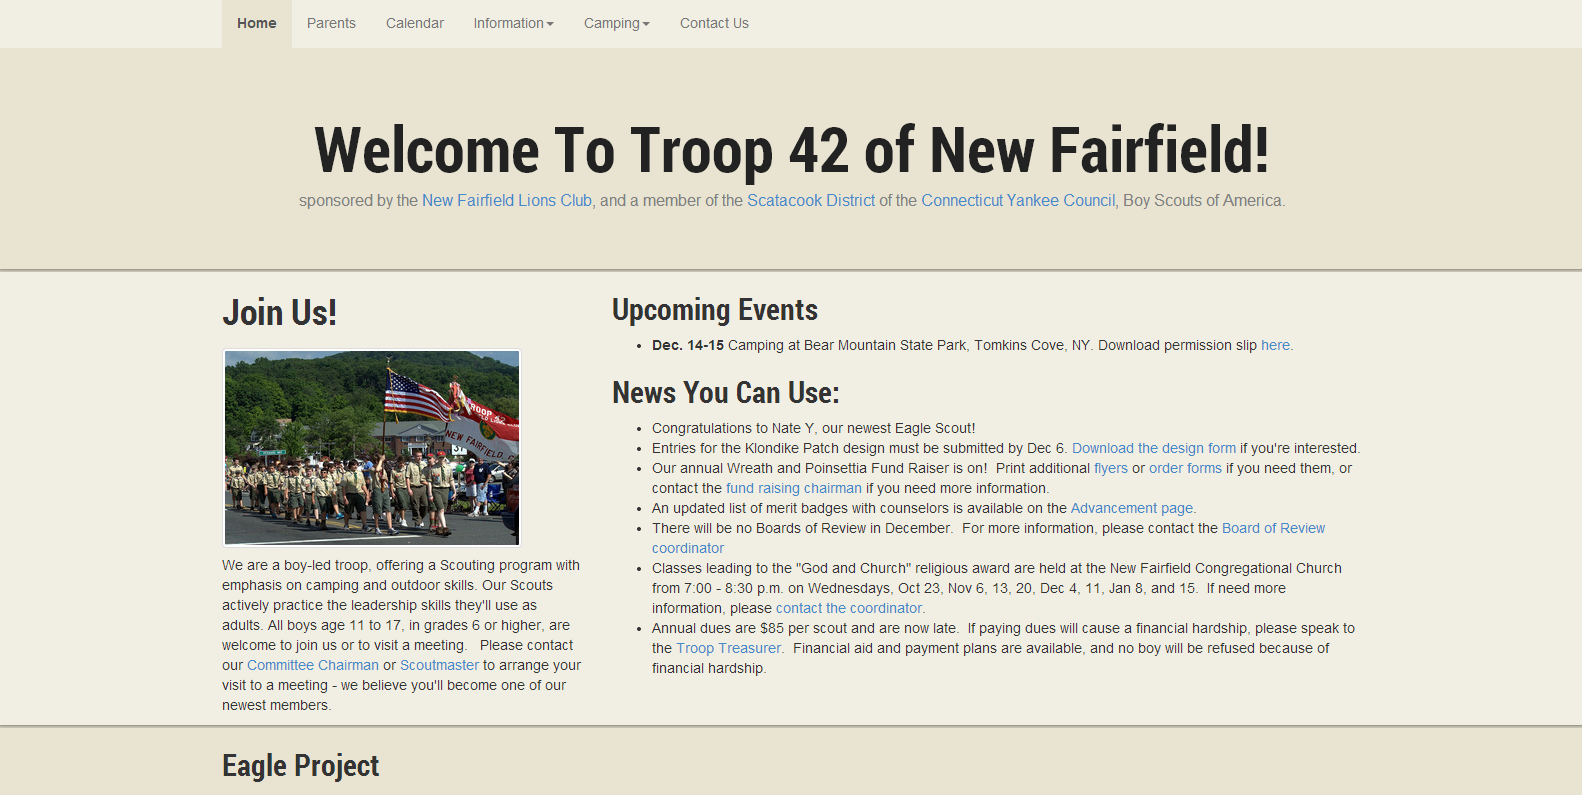 Home Parents Calendar Information Camping Contact Us
Welcome To Troop 42 of New Fairfield!
sponsored by the New Fairfield Lions Club, and a member of the Scatacook District of the Connecticut Yankee Council, Boy Scouts of America.
Join Us!
TROOP 42
NEW FAIRFIELD,
37
We are a boy-led troop, offering a Scouting program with
emphasis on camping and outdoor skills. Our Scouts
actively practice the leadership skills they'll use as
adults. All boys age 11 to 17, in grades 6 or higher, are
welcome to join us or to visit a meeting.   Please contact
our Committee Chairman or Scoutmaster to arrange your
visit to a meeting - we believe you'll become one of our
newest members.
Upcoming Events
• Dec. 14-15 Camping at Bear Mountain State Park, Tomkins Cove, NY. Download permission slip here.
News You Can Use:
• Congratulations to Nate Y, our newest Eagle Scout!
• Entries for the Klondike Patch design must be submitted by Dec 6. Download the design form if you're interested.
• Our annual Wreath and Poinsettia Fund Raiser is on!  Print additional flyers or order forms if you need them, or
contact the fund raising chairman if you need more information.
• An updated list of merit badges with counselors is available on the Advancement page.
• There will be no Boards of Review in December.  For more information, please contact the Board of Review
coordinator
• Classes leading to the "God and Church" religious award are held at the New Fairfield Congregational Church
from 7:00 - 8:30 p.m. on Wednesdays, Oct 23, Nov 6, 13, 20, Dec 4, 11, Jan 8, and 15.  If need more
information, please contact the coordinator.
• Annual dues are $85 per scout and are now late.  If paying dues will cause a financial hardship, please speak to
the Troop Treasurer.  Financial aid and payment plans are available, and no boy will be refused because of
financial hardship.
Eagle Project